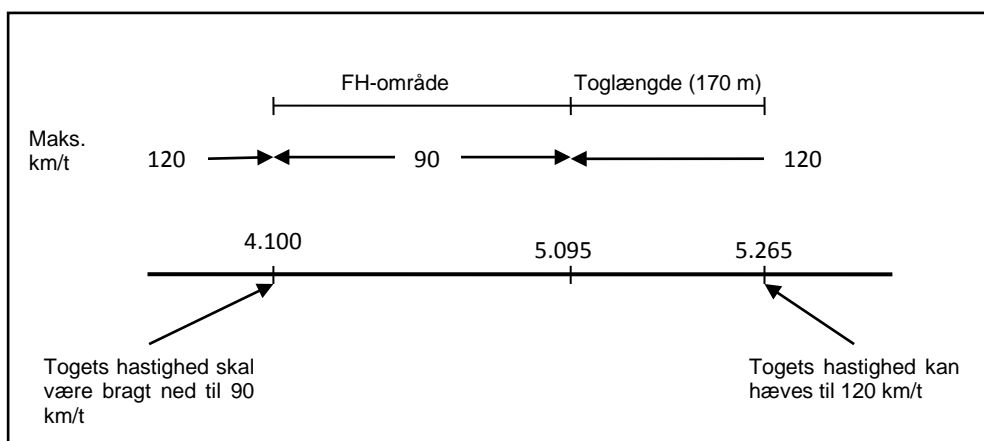 FH-område
Toglængde (170 m)
Maks.
km/t
120
90
120
4.100
5.095
5.265
Togets hastighed skal
være bragt ned til 90
km/t
Togets hastighed kan
hæves til 120 km/t